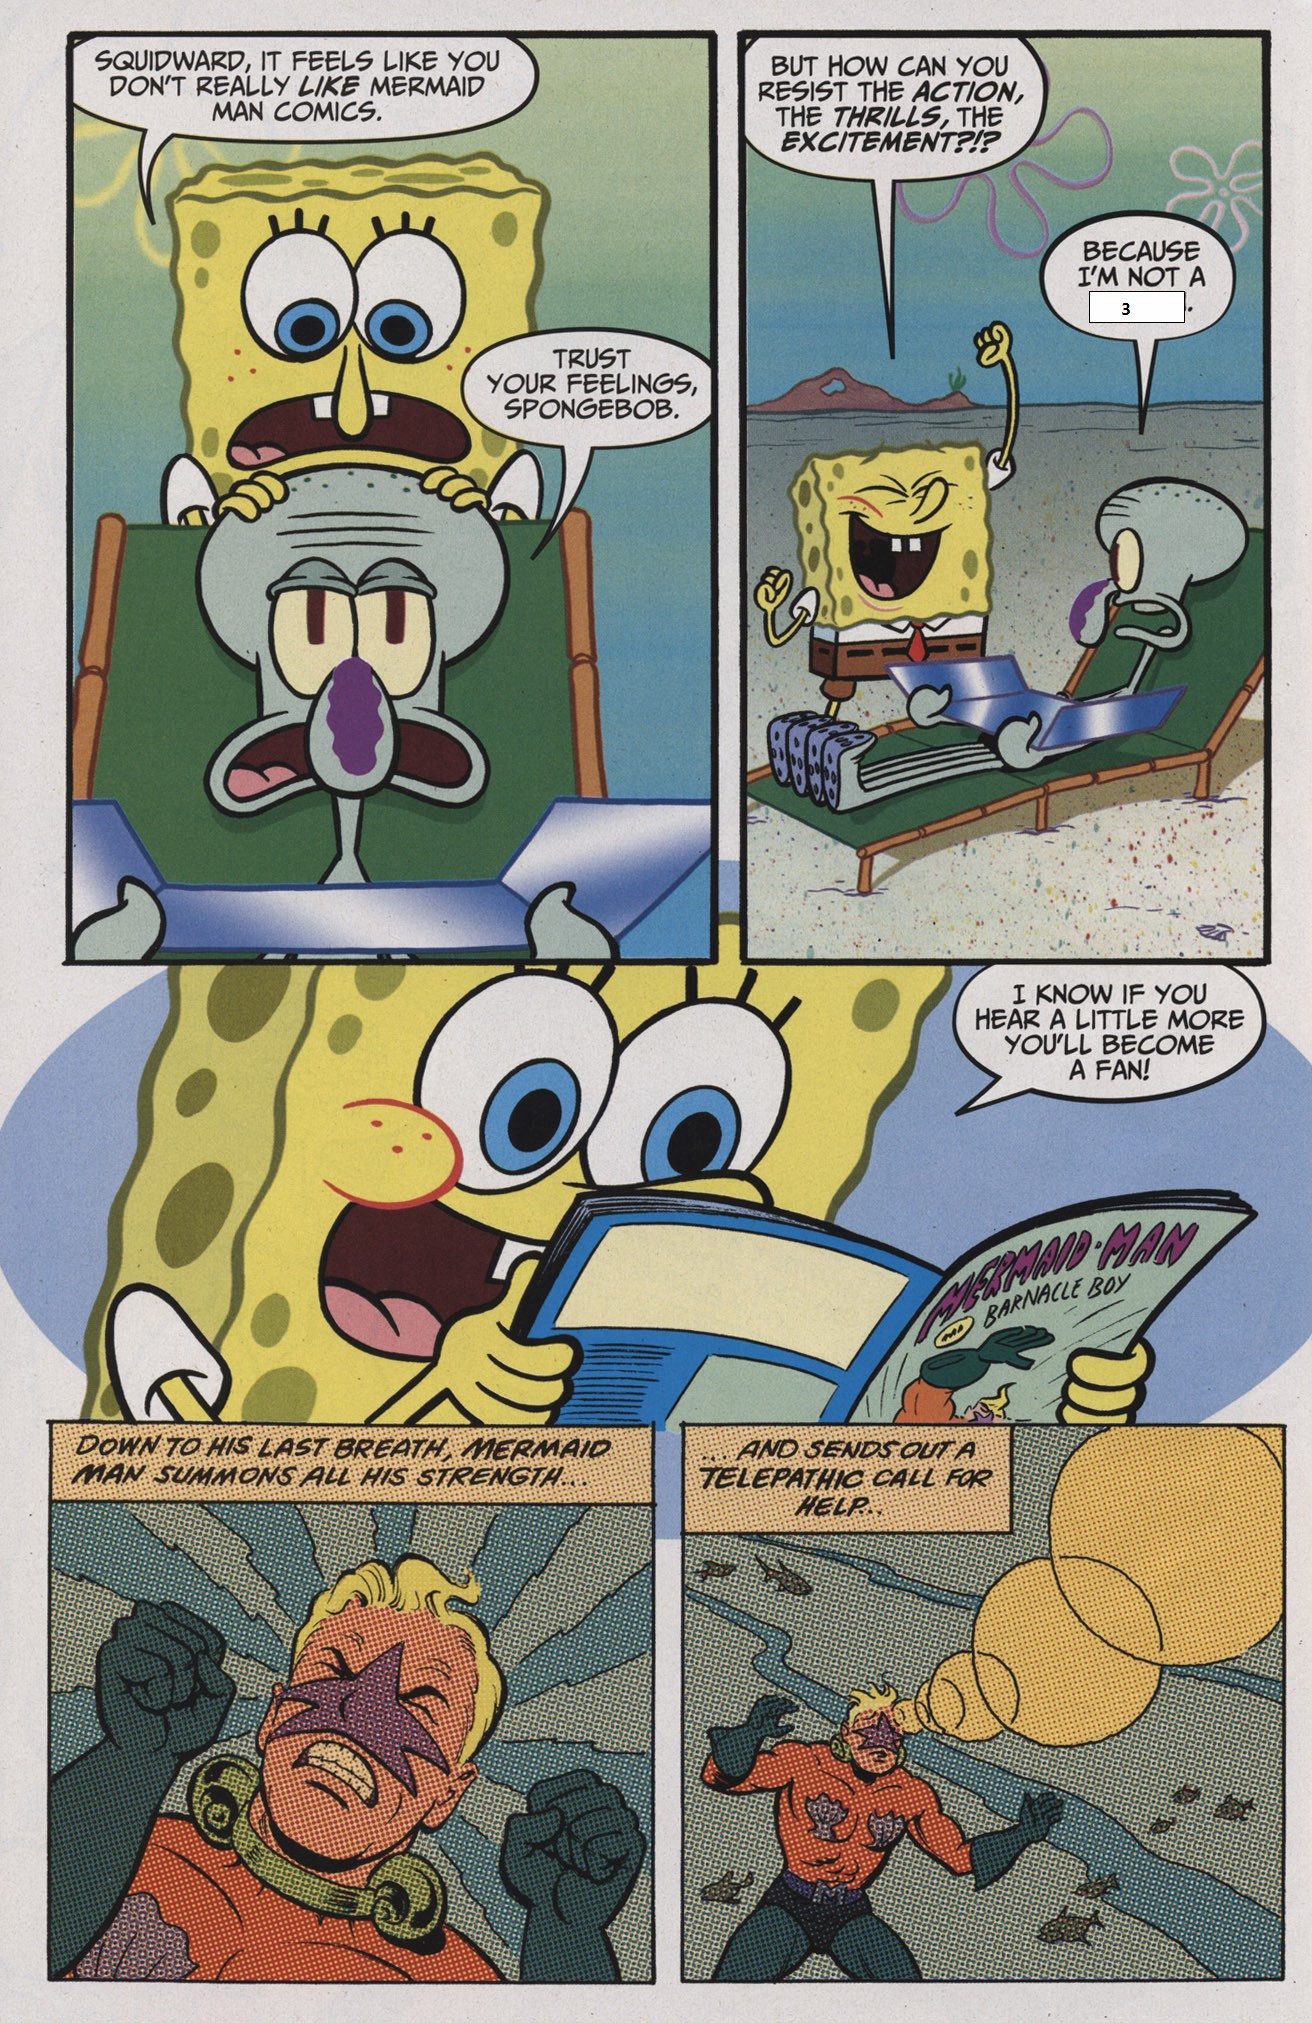 SQUIDWARD, IT FEELS LIKE YOU
DON'T REALLY LIKE MERMAID
MAN COMICS.
TRUST
YOUR FEELINGS,
SPONGEBOB.
BUT HOW CAN YOU
RESIST THE ACTION,
THE THRILLS, THE
EXCITEMENT?!?
BECAUSE
I'M NOT A
3.
I KNOW IF YOU
HEAR A LITTLE MORE
YOU'LL BECOME
A FAN!
MERMAID-MAN
AND
BARNACLE BOY
DOWN TO HIS LAST BREATH, MERMAID
MAN SUMMONS ALL HIS STRENGTH...
...AND SENDS OUT A
TELEPATHIC CALL FOR
HELP...
M